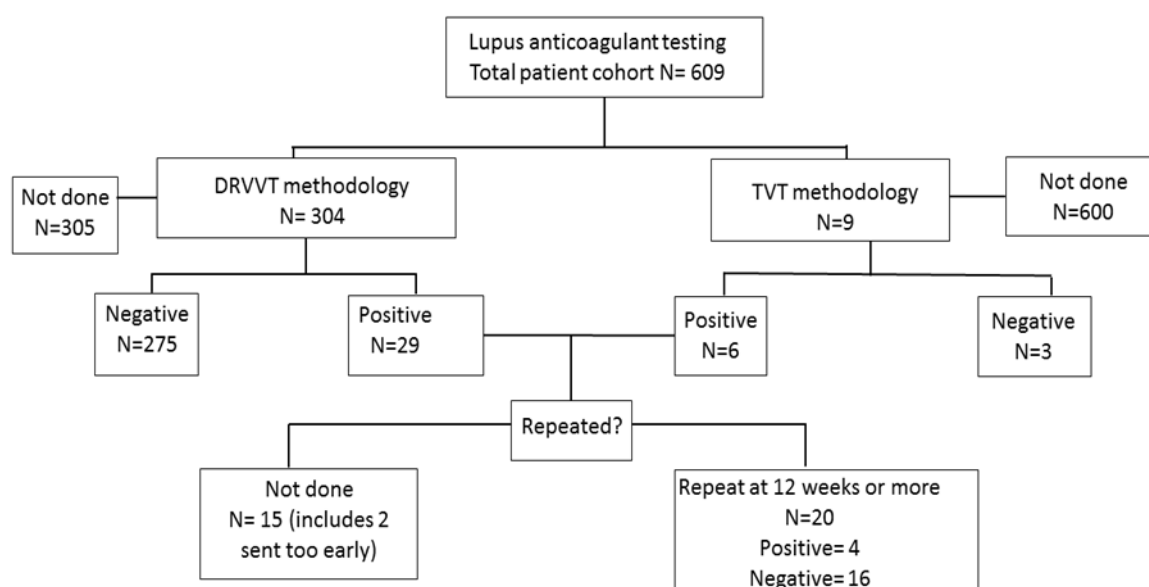 Lupus anticoagulant testing
Total patient cohort N= 609
Not done
N=305
DRVVT methodology
N= 304
TVT methodology
N=9
Not done
N=600
Negative
N=275
Positive
N=29
Positive
N=6
Negative
N=3
Repeated?
Not done
N= 15 (includes 2
sent too early)
Repeat at 12 weeks or more
N=20
Positive= 4
Negative= 16